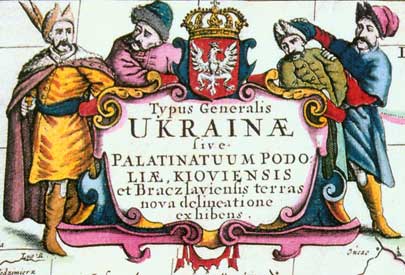 Typus Generalis
UKRAINÆ
ſive
PALATINATUUM PODO:
LIÆ, KIOVIENSIS
et Braczlaviensis terras
nova delineatione
exhibens.